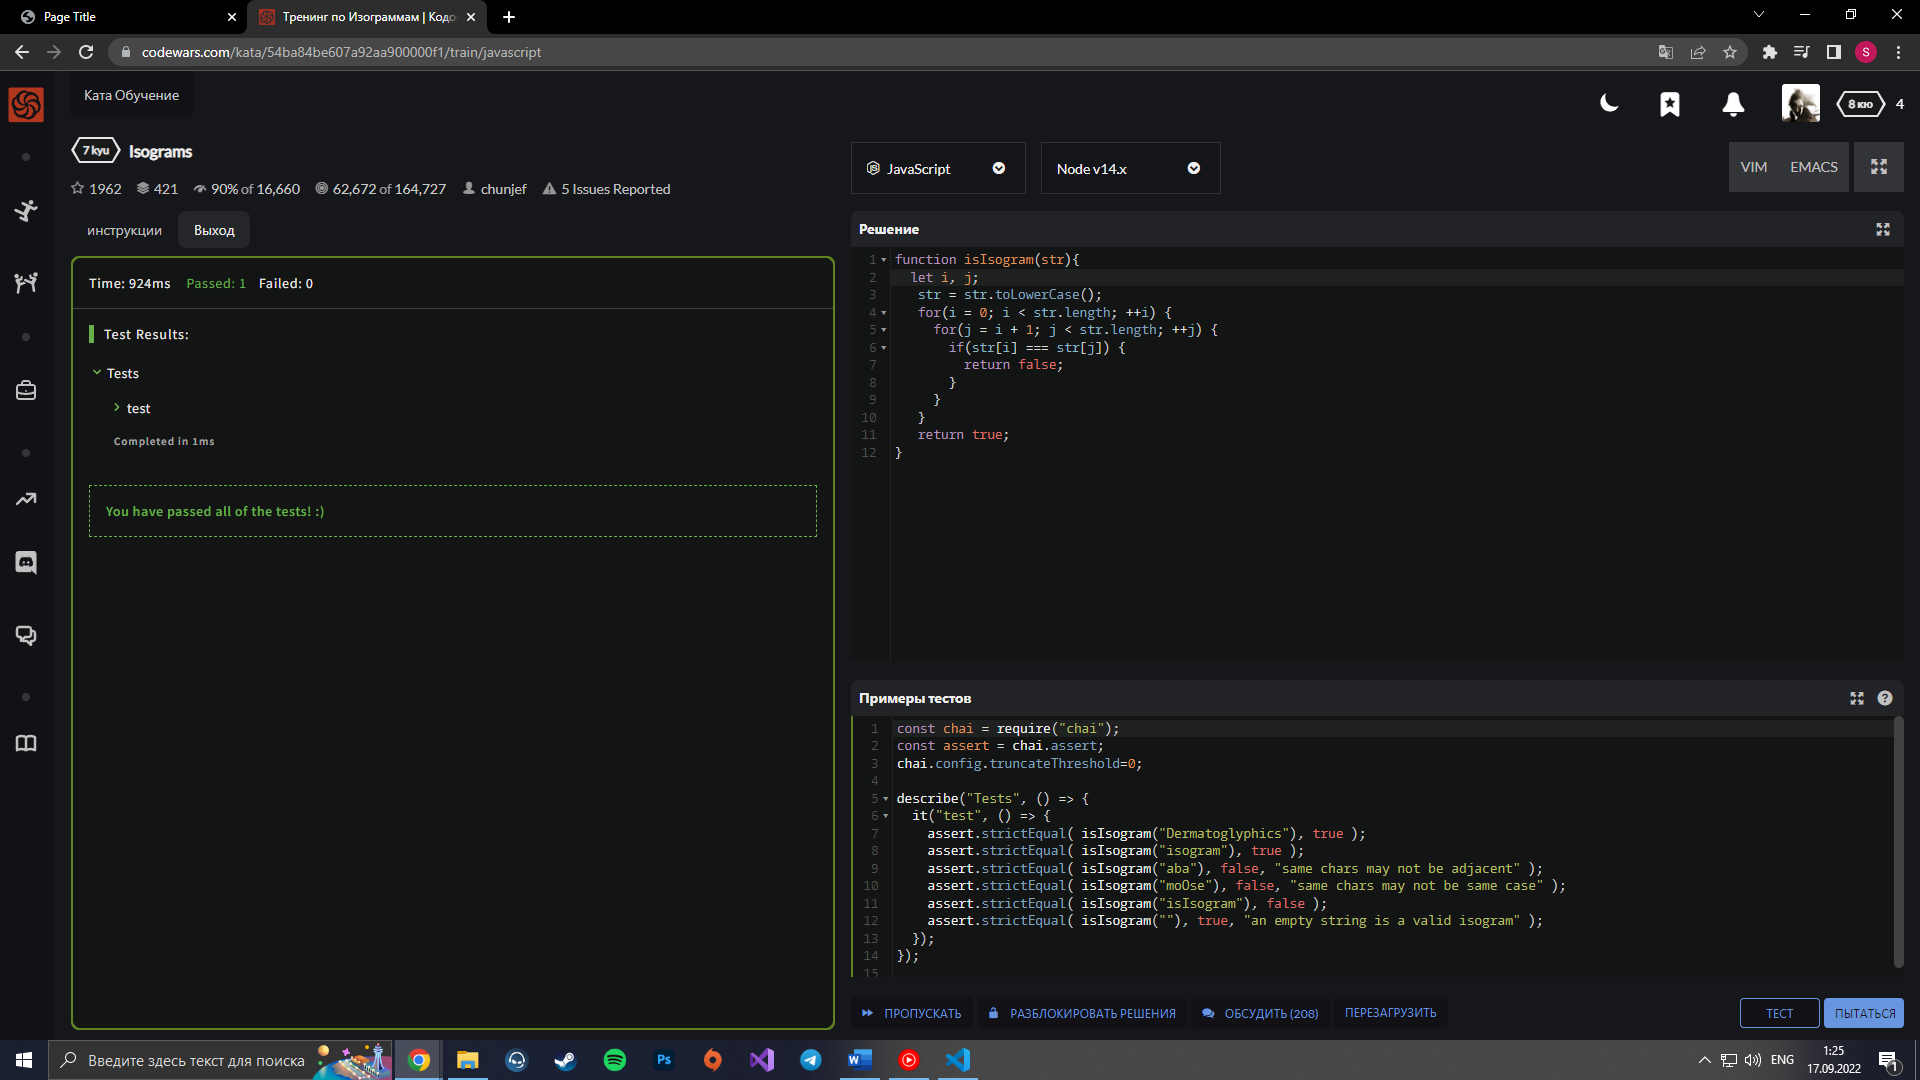 Page Title
Тренинг по Изограммам | Кодо
codewars.com/kata/54ba84be607a92aa900000f1/train/javascript
S
Ката Обучение
8 кю
4
7 kyu
Isograms
1962
421
90% of 16,660
62,672 of 164,727
chunjef
5 Issues Reported
JavaScript
Node v14.x
VIM
EMACS
инструкции
Выход
Time: 924ms
Passed: 1
Failed: 0
Test Results:
Tests
test
Completed in 1ms
You have passed all of the tests! :)
Решение
1 function isIsogram(str){
2 let i, j;
3 str = str.toLowerCase();
4 for(i = 0; i < str.length; ++i) {
5 for(j = i + 1; j < str.length; ++j) {
6 if(str[i] === str[j]) {
7 return false;
8 }
9 }
10 }
11 return true;
12 }
Примеры тестов
?
1 const chai = require("chai");
2 const assert = chai.assert;
3 chai.config.truncateThreshold=0;
4
5 describe("Tests", () => {
6 it("test", () => {
7 assert.strictEqual( isIsogram("Dermatoglyphics"), true );
8 assert.strictEqual( isIsogram("isogram"), true );
9 assert.strictEqual( isIsogram("aba"), false, "same chars may not be adjacent" );
10 assert.strictEqual( isIsogram("moOse"), false, "same chars may not be same case" );
11 assert.strictEqual( isIsogram("isIsogram"), false );
12 assert.strictEqual( isIsogram(""), true, "an empty string is a valid isogram" );
13 });
14 });
15
ПРОПУСКАТЬ
РАЗБЛОКИРОВАТЬ РЕШЕНИЯ
ОБСУДИТЬ (208)
ПЕРЕЗАГРУЗИТЬ
ТЕСТ
ПЫТАТЬСЯ
Введите здесь текст для поиска
Ps
W
ENG
1:25
17.09.2022
1